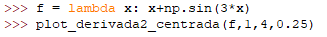 >>> f = lambda x: x+np.sin(3*x)
>>> plot_derivada2_centrada(f,1,4,0.25)